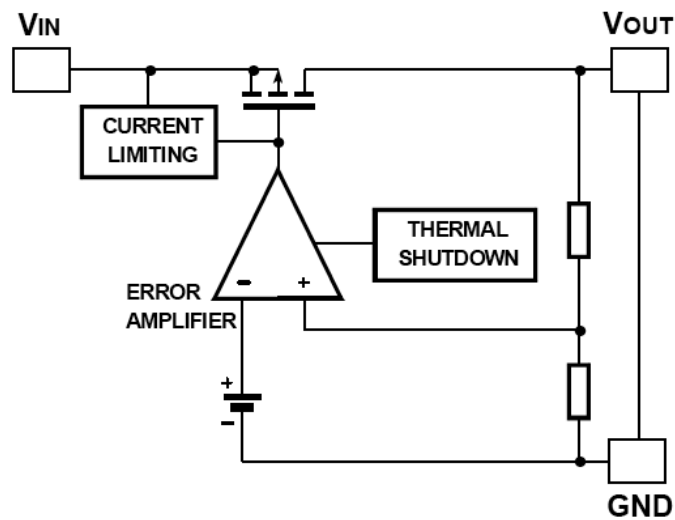 VIN
VOUT
CURRENT
LIMITING
THERMAL
SHUTDOWN
- +
ERROR
AMPLIFIER
+
-
GND